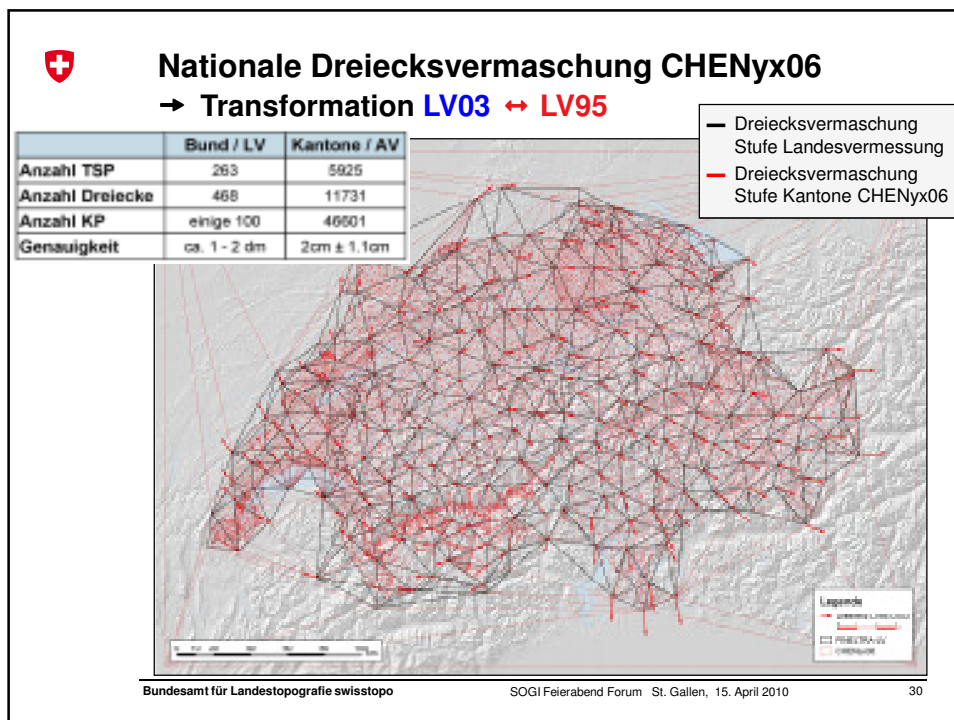 Nationale Dreiecksvermaschung CHENyx06
→ Transformation LV03 ↔ LV95
Bund / LV Kantone / AV
Anzahl TSP 263 5925
Anzahl Dreiecke 468 11731
Anzahl KP einige 100 46601
Genauigkeit ca. 1 - 2 dm 2cm ± 1.1cm
Dreiecksvermaschung
Stufe Landesvermessung
Dreiecksvermaschung
Stufe Kantone CHENyx06
Legende
CHENyx06
Bundesamt für Landestopografie swisstopo SOGI Feierabend Forum St. Gallen, 15. April 2010 30